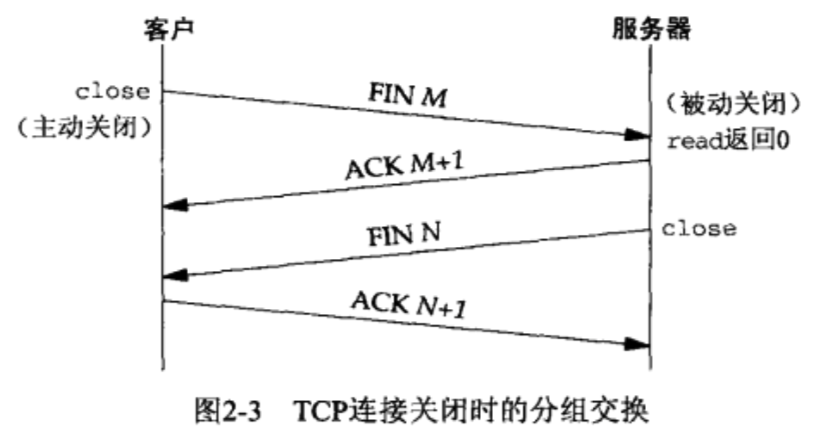 客户
服务器
close
(主动关闭)
FIN M
(被动关闭)
read返回0
ACK M+1
FIN N
close
ACK N+1
图2-3 TCP连接关闭时的分组交换